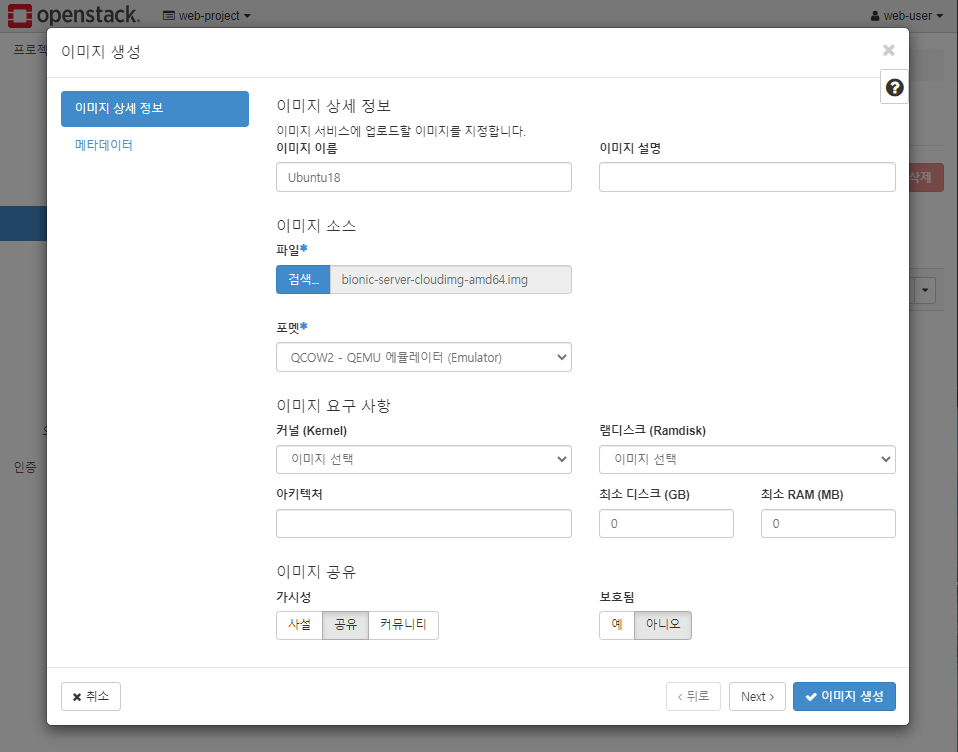 openstack. web-project web-user
프로젝
이미지 생성
이미지 상세 정보
메타데이터
이미지 상세 정보
이미지 서비스에 업로드할 이미지를 지정합니다.
이미지 이름 이미지 설명
Ubuntu18
삭제
이미지 소스
파일*
검색... bionic-server-cloudimg-amd64.img
포멧*
QCOW2 - QEMU 에뮬레이터 (Emulator)
이미지 요구 사항
커널 (Kernel) 램디스크 (Ramdisk)
이미지 선택 이미지 선택
인증
아키텍처 최소 디스크 (GB) 최소 RAM (MB)
0 0
이미지 공유
가시성 보호됨
사설 공유 커뮤니티 예 아니오
× 취소 < 뒤로 Next > 이미지 생성